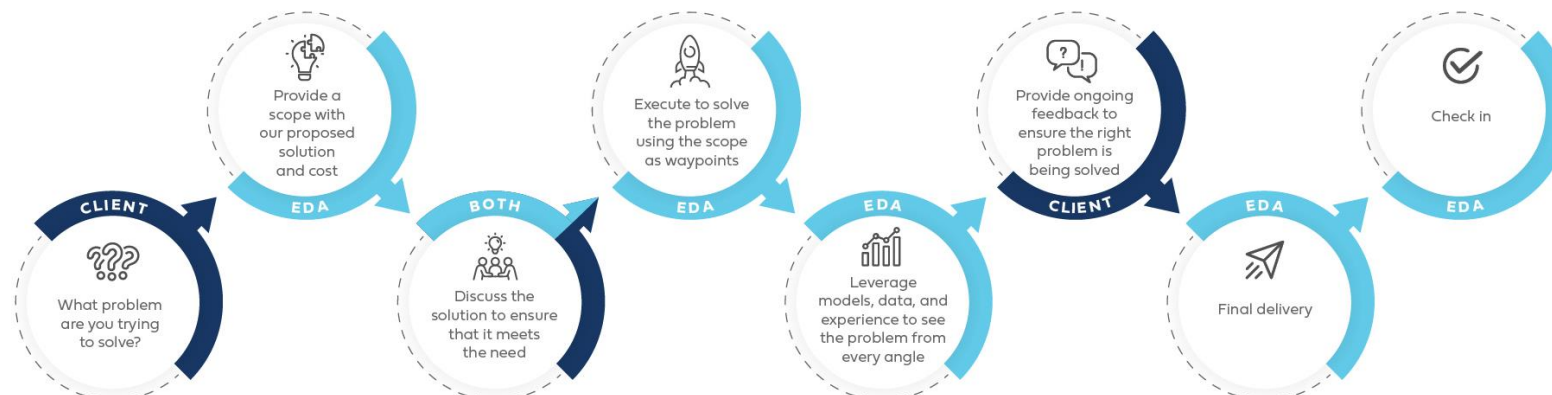 CLIENT
What problem
are you trying
to solve?
Provide a
scope with
our proposed
solution
and cost
EDA
BOTH
Discuss the
solution to ensure
that it meets
the need
Execute to solve
the problem
using the scope
as waypoints
EDA
EDA
Leverage
models, data, and
experience to see
the problem from
every angle
Provide ongoing
feedback to
ensure the right
problem is
being solved
CLIENT
EDA
Final delivery
Check in
EDA